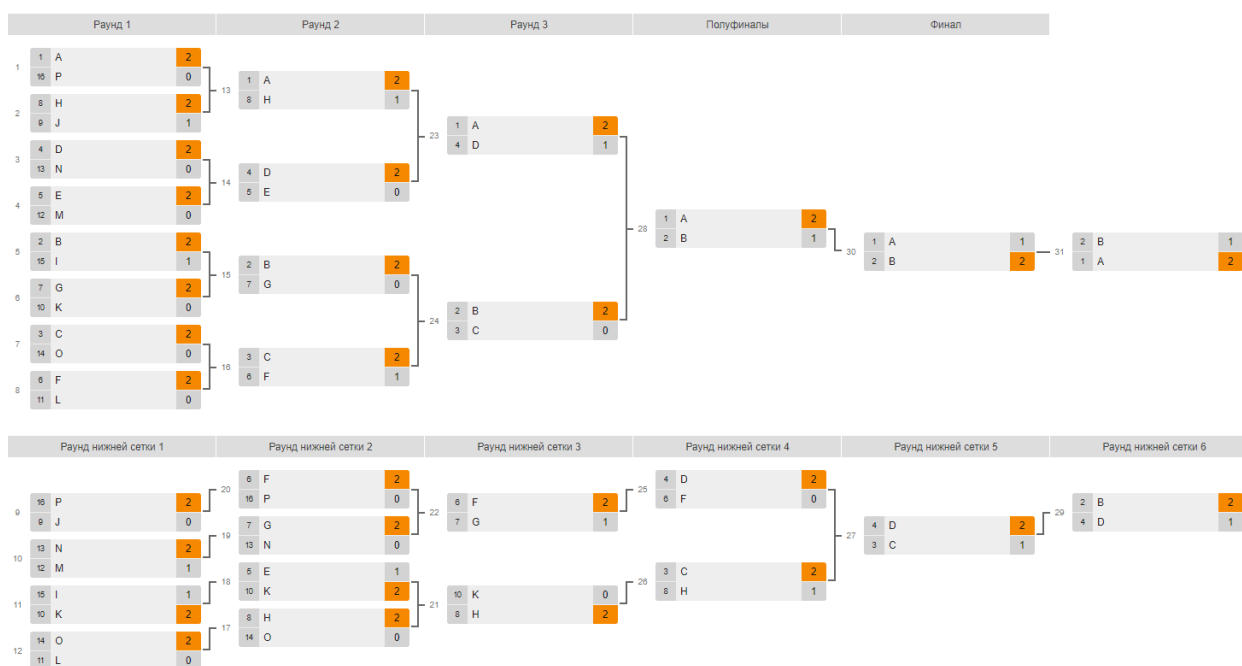 Раунд 1 Раунд 2 Раунд 3 Полуфиналы Финал
1
1 A 2
16 P 0
2
8 H 2
9 J 1
3
4 D 2
13 N 0
4
5 E 2
12 M 0
5
2 B 2
15 I 1
6
7 G 2
10 K 0
7
3 C 2
14 O 0
8
6 F 2
11 L 0
13
1 A 2
8 H 1
14
4 D 2
5 E 0
15
2 B 2
7 G 0
16
3 C 2
6 F 1
23
1 A 2
4 D 1
24
2 B 2
3 C 0
28
1 A 2
2 B 1
30
1 A 1
2 B 2
31
2 B 1
1 A 2
Раунд нижней сетки 1 Раунд нижней сетки 2 Раунд нижней сетки 3 Раунд нижней сетки 4 Раунд нижней сетки 5 Раунд нижней сетки 6
9
16 P 2
9 J 0
10
13 N 2
12 M 1
11
15 I 1
10 K 2
12
14 O 2
11 L 0
20
6 F 2
16 P 0
19
7 G 2
13 N 0
18
5 E 1
10 K 2
17
8 H 2
14 O 0
22
6 F 2
7 G 1
21
10 K 0
8 H 2
25
4 D 2
6 F 0
26
3 C 2
8 H 1
27
4 D 2
3 C 1
29
2 B 2
4 D 1